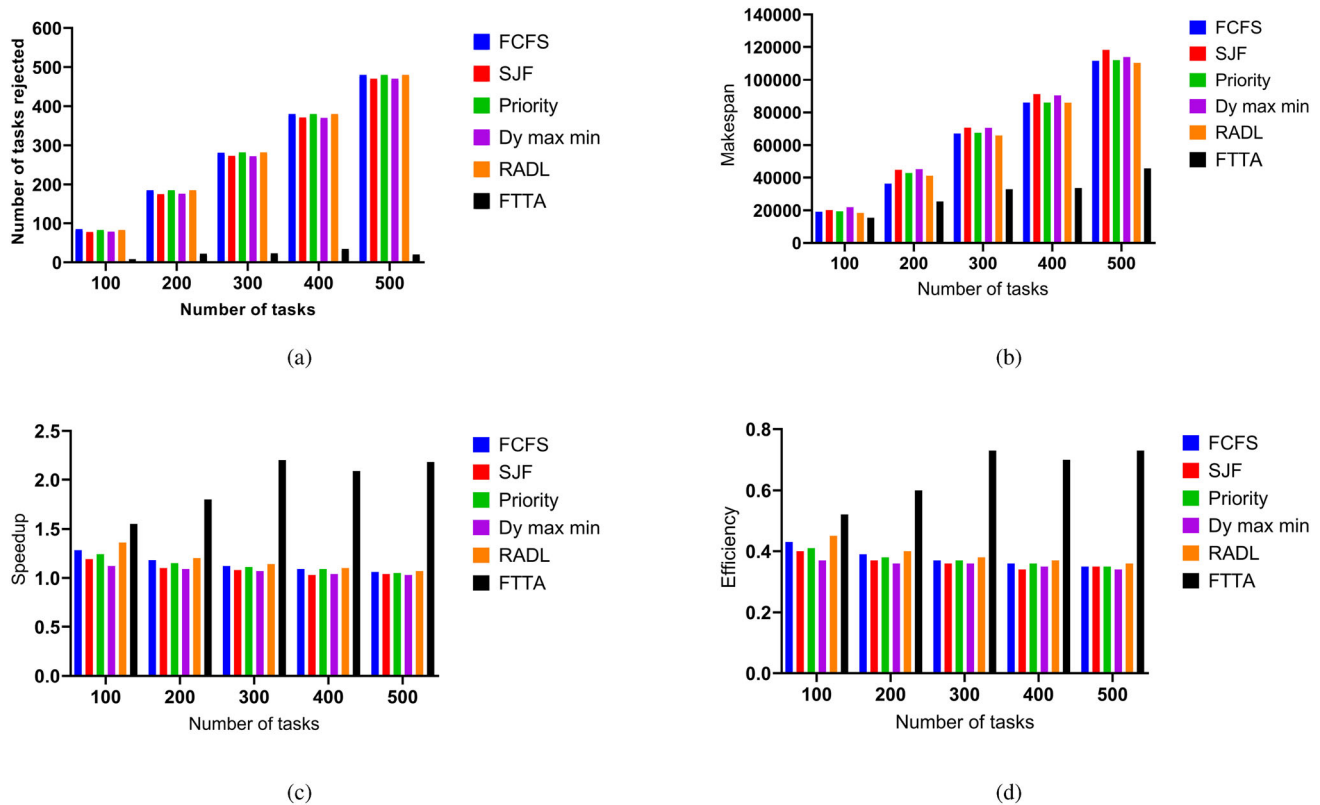 600
500
400
300
200
100
0
Number of tasks rejected
100 200 300 400 500
Number of tasks
FCFS
SJF
Priority
Dy max min
RADL
FTTA
(a)
140000
120000
100000
80000
60000
40000
20000
0
Makespan
100 200 300 400 500
Number of tasks
FCFS
SJF
Priority
Dy max min
RADL
FTTA
(b)
2.5
2.0
1.5
1.0
0.5
0.0
Speedup
100 200 300 400 500
Number of tasks
FCFS
SJF
Priority
Dy max min
RADL
FTTA
(c)
0.8
0.6
0.4
0.2
0.0
Efficiency
100 200 300 400 500
Number of tasks
FCFS
SJF
Priority
Dy max min
RADL
FTTA
(d)